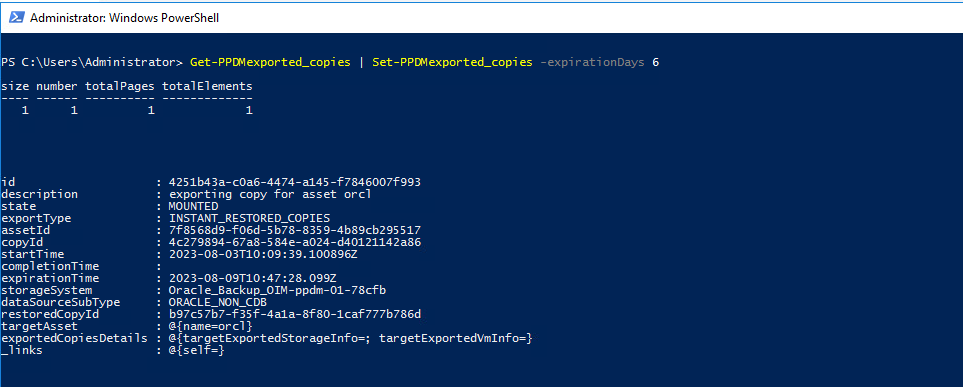 Administrator: Windows PowerShell
PS C:\Users\Administrator> Get-PPDMexported_copies | Set-PPDMexported_copies -expirationDays 6
size number totalPages totalElements
---- ------ ---------- -------------
1 1 1 1
id : 4251b43a-c0a6-4474-a145-f7846007f993
description : exporting copy for asset orcl
state : MOUNTED
exportType : INSTANT_RESTORED_COPIES
assetId : 7f8568d9-f06d-5b78-8359-4b89cb295517
copyId : 4c279894-67a8-584e-a024-d40121142a86
startTime : 2023-08-03T10:09:39.100896Z
completionTime :
expirationTime : 2023-08-09T10:47:28.099Z
storageSystem : Oracle_Backup_OIM-ppdm-01-78cfb
dataSourceSubType : ORACLE_NON_CDB
restoredCopyId : b97c57b7-f35f-4a1a-8f80-1caf777b786d
targetAsset : @{name=orcl}
exportedCopiesDetails : @{targetExportedStorageInfo=; targetExportedVmInfo=}
_links : @{self=}